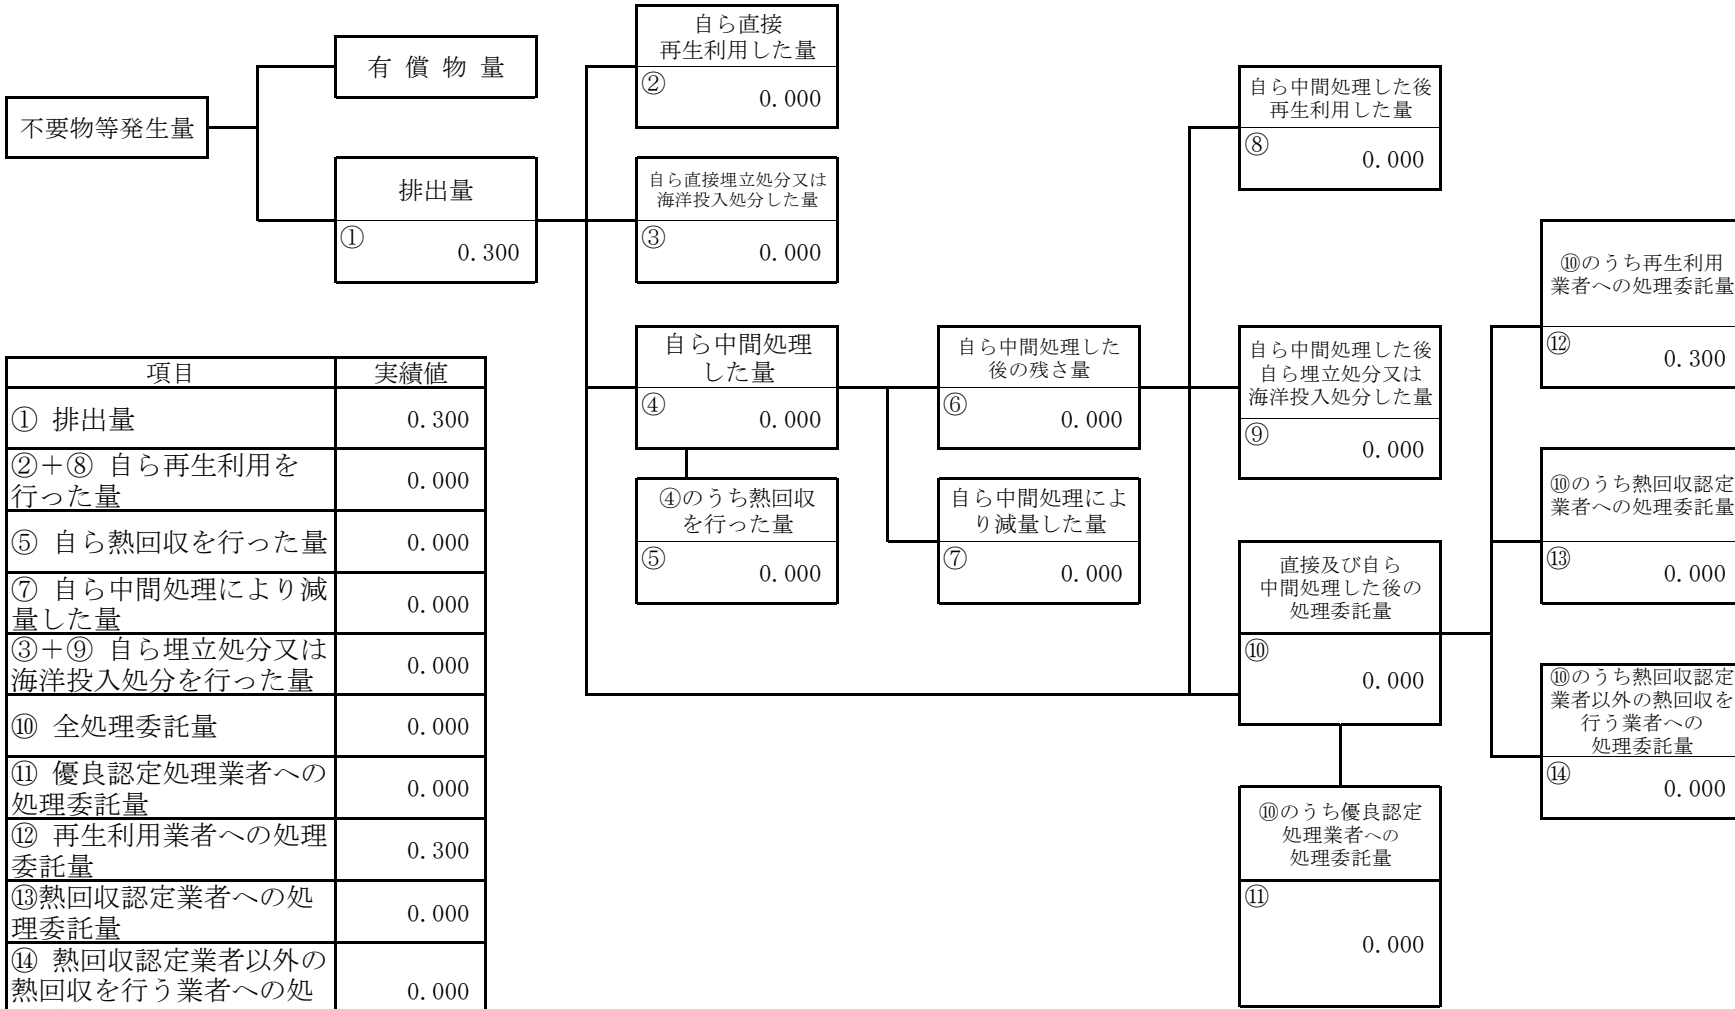 不要物等発生量
有 償 物 量
排出量
①
0.300
自ら直接
再生利用した量
②
0.000
自ら直接埋立処分又は
海洋投入処分した量
③
0.000
自ら中間処理
した量
④
0.000
④のうち熱回収
を行った量
⑤
0.000
自ら中間処理した
後の残さ量
⑥
0.000
自ら中間処理によ
り減量した量
⑦
0.000
自ら中間処理した後
再生利用した量
⑧
0.000
自ら中間処理した後
自ら埋立処分又は
海洋投入処分した量
⑨
0.000
直接及び自ら
中間処理した後の
処理委託量
⑩
0.000
⑩のうち優良認定
処理業者への
処理委託量
⑪
0.000
⑩のうち再生利用
業者への処理委託量
⑫
0.300
⑩のうち熱回収認定
業者への処理委託量
⑬
0.000
⑩のうち熱回収認定
業者以外の熱回収を
行う業者への
処理委託量
⑭
0.000
項目 実績値
① 排出量 0.300
②＋⑧ 自ら再生利用を
行った量 0.000
⑤ 自ら熱回収を行った量 0.000
⑦ 自ら中間処理により減
量した量 0.000
③＋⑨ 自ら埋立処分又は
海洋投入処分を行った量 0.000
⑩ 全処理委託量 0.000
⑪ 優良認定処理業者への
処理委託量 0.000
⑫ 再生利用業者への処理
委託量 0.300
⑬熱回収認定業者への処
理委託量 0.000
⑭ 熱回収認定業者以外の
熱回収を行う業者への処 0.000